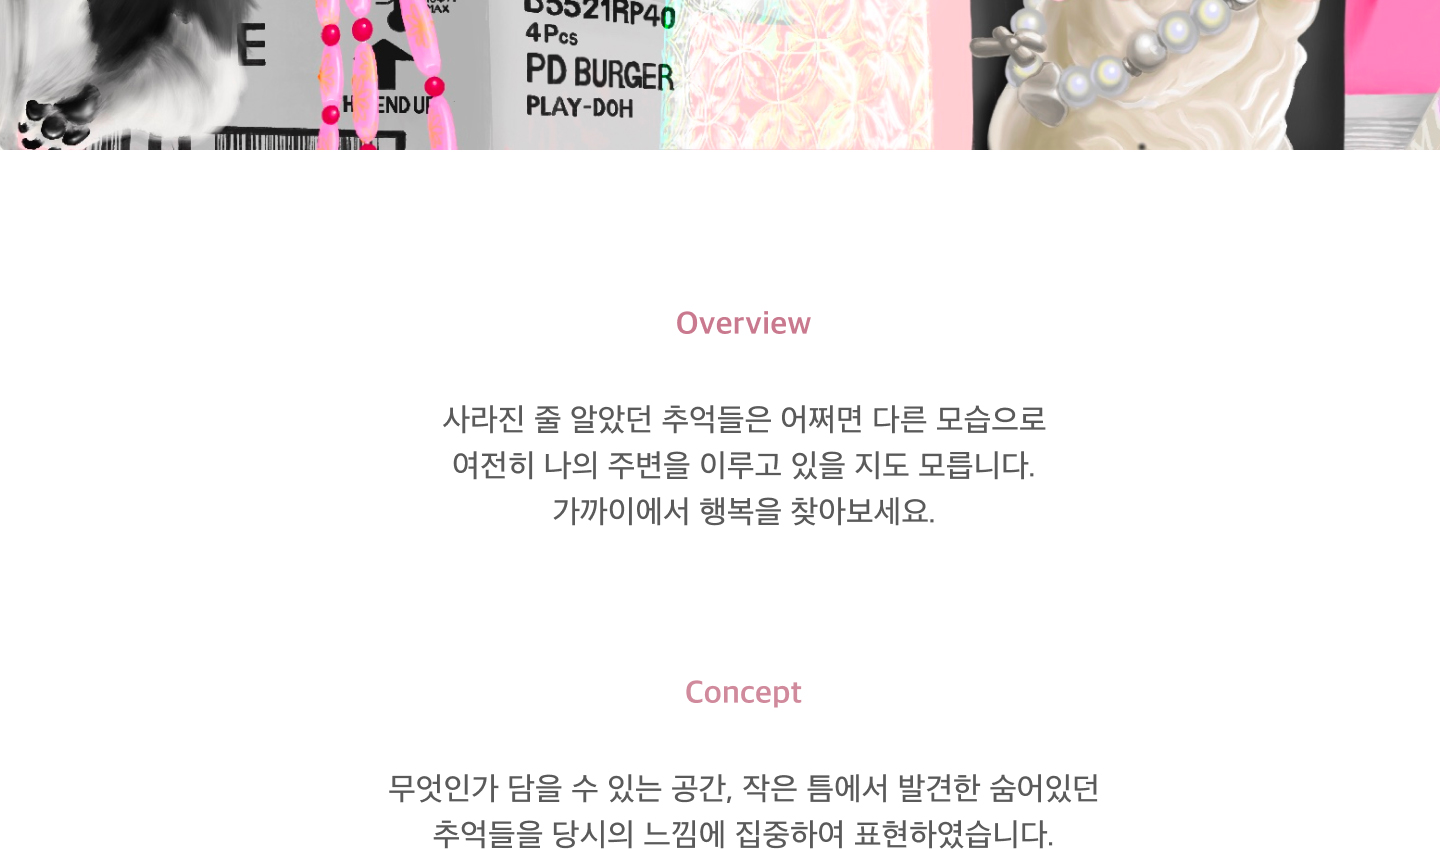 B5521RP40
4Pcs
PD BURGER
PLAY-DOH
MAX
E
END UP
Overview
사라진 줄 알았던 추억들은 어쩌면 다른 모습으로
여전히 나의 주변을 이루고 있을 지도 모릅니다.
가까이에서 행복을 찾아보세요.
Concept
무엇인가 담을 수 있는 공간, 작은 틈에서 발견한 숨어있던
추억들을 당시의 느낌에 집중하여 표현하였습니다.